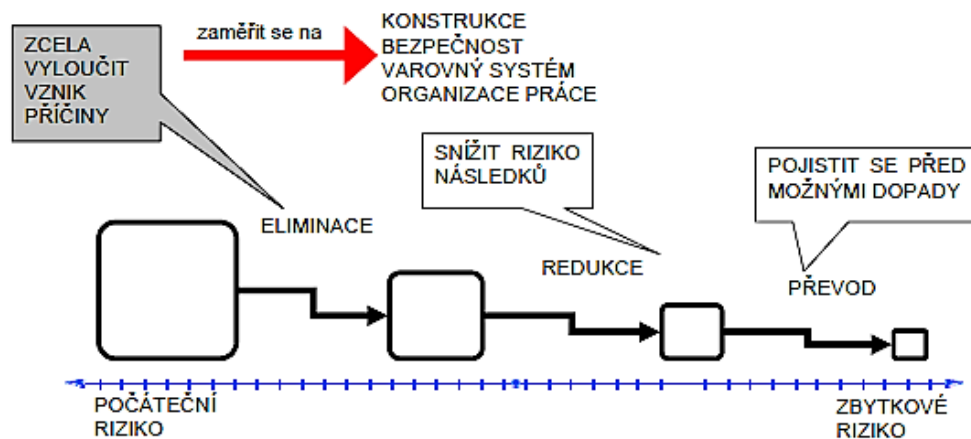 ZCELA
VYLOUČIT
VZNIK
PŘÍČINY
zaměřit se na
KONSTRUKCE
BEZPEČNOST
VAROVNÝ SYSTÉM
ORGANIZACE PRÁCE
SNÍŽIT RIZIKO
NÁSLEDKŮ
POJISTIT SE PŘED
MOŽNÝMI DOPADY
ELIMINACE
REDUKCE
PŘEVOD
POČÁTEČNÍ
RIZIKO
ZBYTKOVÉ
RIZIKO